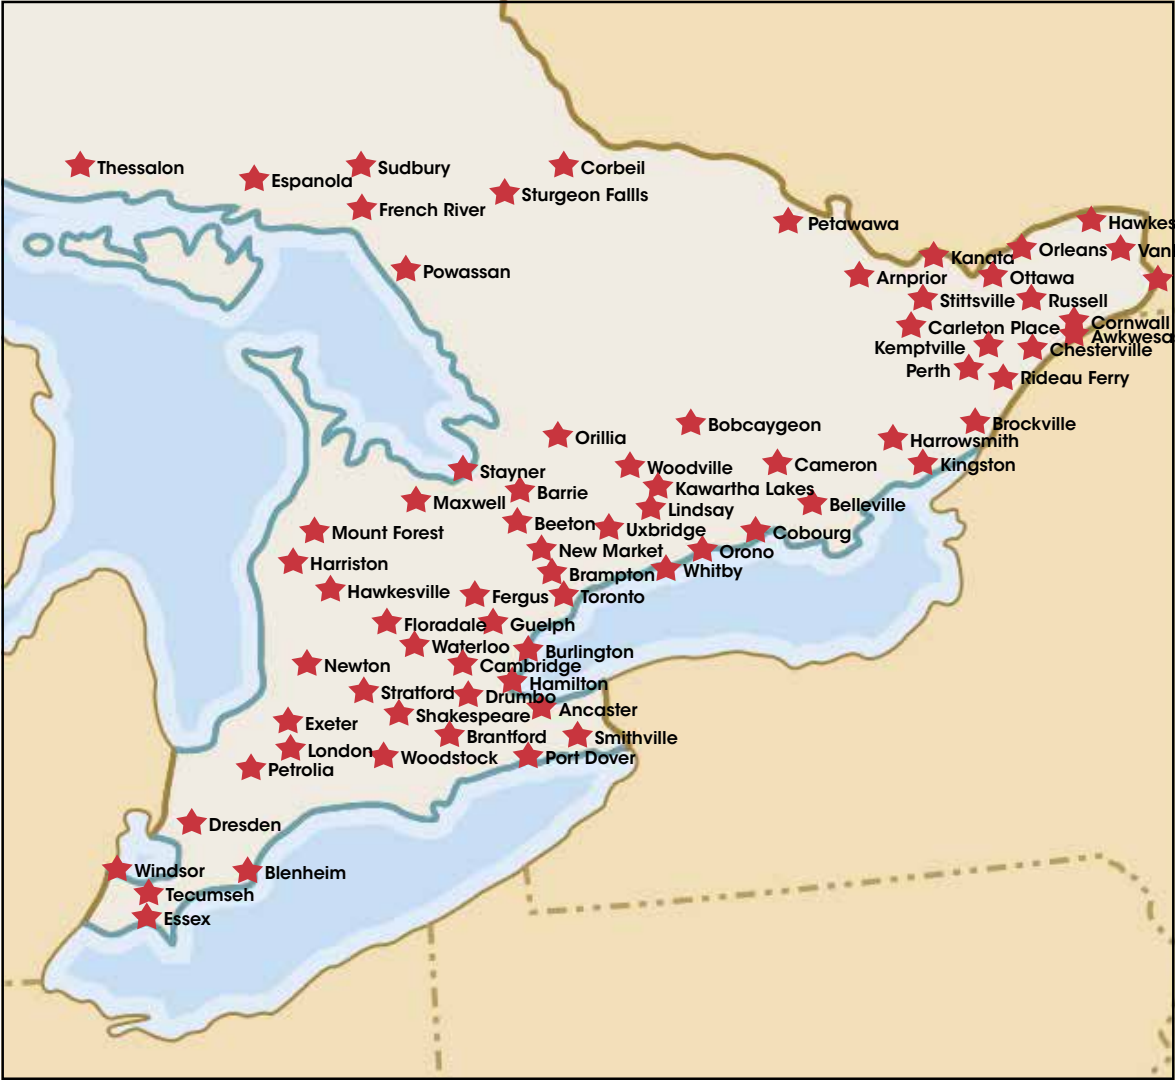 Thessalon
Sudbury
Corbeil
Espanola
Sturgeon Fallls
French River
Petawawa
Hawkes
Orleans
Van
Kanata
Powassan
Arnprior
Ottawa
Stittsville
Russell
Cornwall
Carleton Place
Awkwesa
Kemptville
Chesterville
Perth
Rideau Ferry
Bobcaygeon
Brockville
Orillia
Harrowsmith
Stayner
Woodville
Cameron
Kingston
Barrie
Kawartha Lakes
Maxwell
Belleville
Lindsay
Beeton
Uxbridge
Mount Forest
Cobourg
New Market
Orono
Harriston
Brampton
Whitby
Hawkesville
Fergus
Toronto
Floradale
Guelph
Waterloo
Burlington
Newton
Cambridge
Hamilton
Stratford
Drumbo
Ancaster
Shakespeare
Exeter
Brantford
Smithville
London
Woodstock
Port Dover
Petrolia
Dresden
Windsor
Blenheim
Tecumseh
Essex